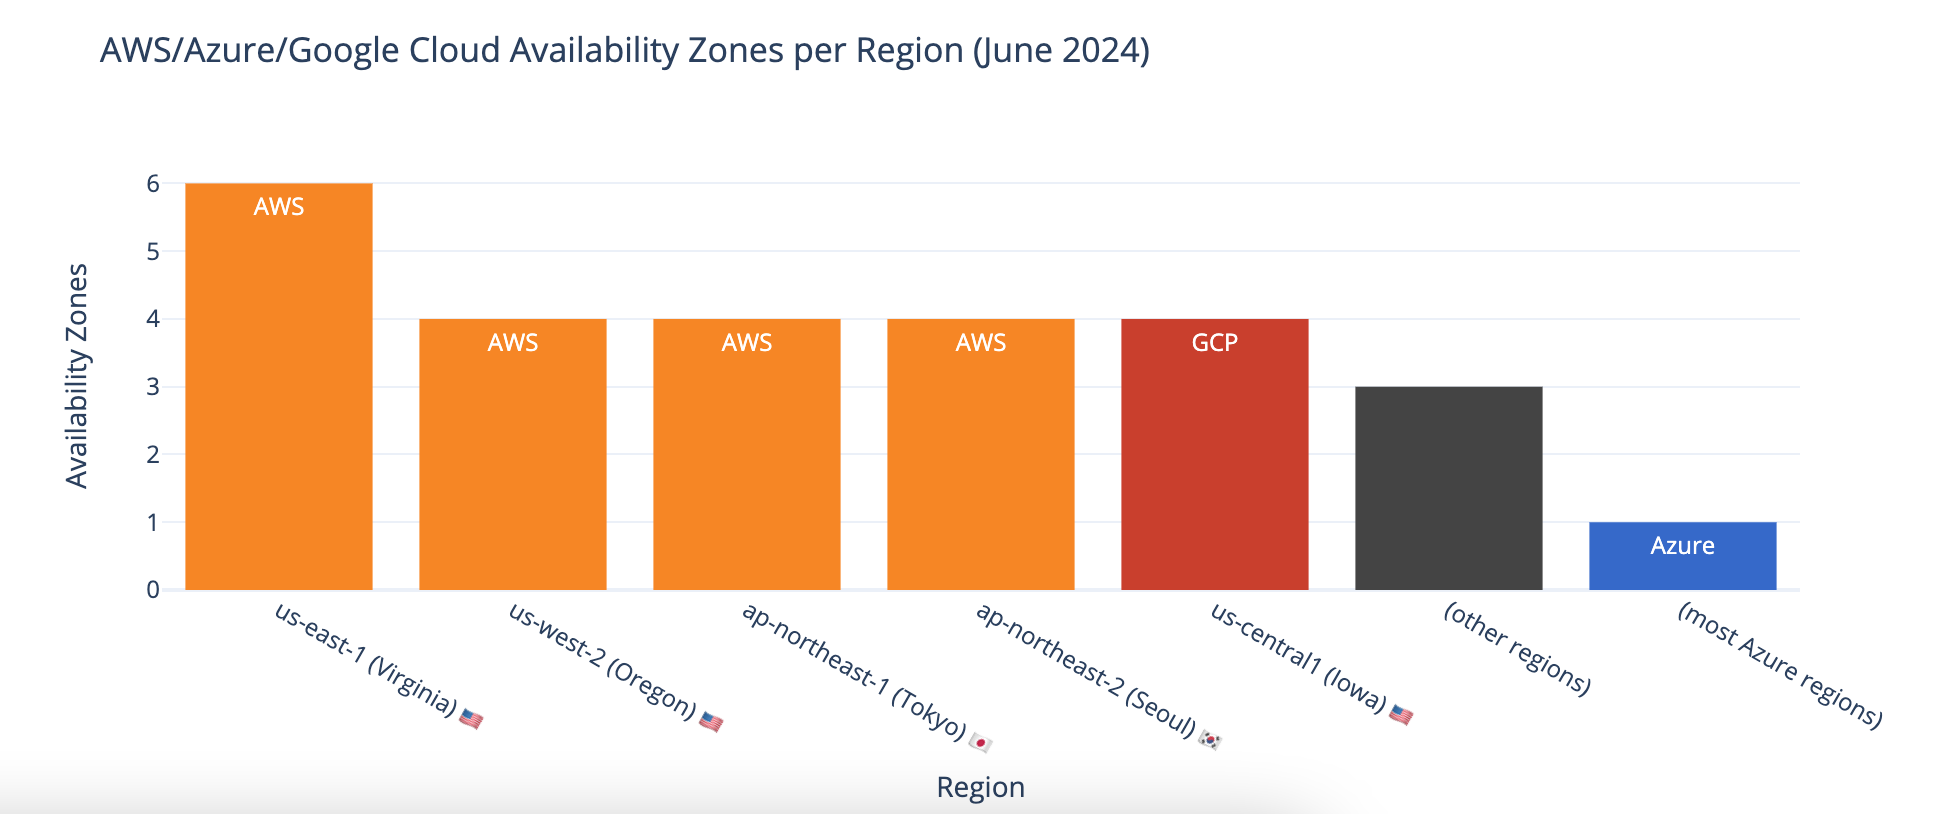 AWS/Azure/Google Cloud Availability Zones per Region (June 2024)
Availability Zones
6
5
4
3
2
1
0
AWS
AWS
AWS
AWS
GCP
Azure
us-east-1 (Virginia) 🇺🇸
us-west-2 (Oregon) 🇺🇸
ap-northeast-1 (Tokyo) 🇯🇵
ap-northeast-2 (Seoul) 🇰🇷
us-central1 (Iowa) 🇺🇸
(other regions)
(most Azure regions)
Region